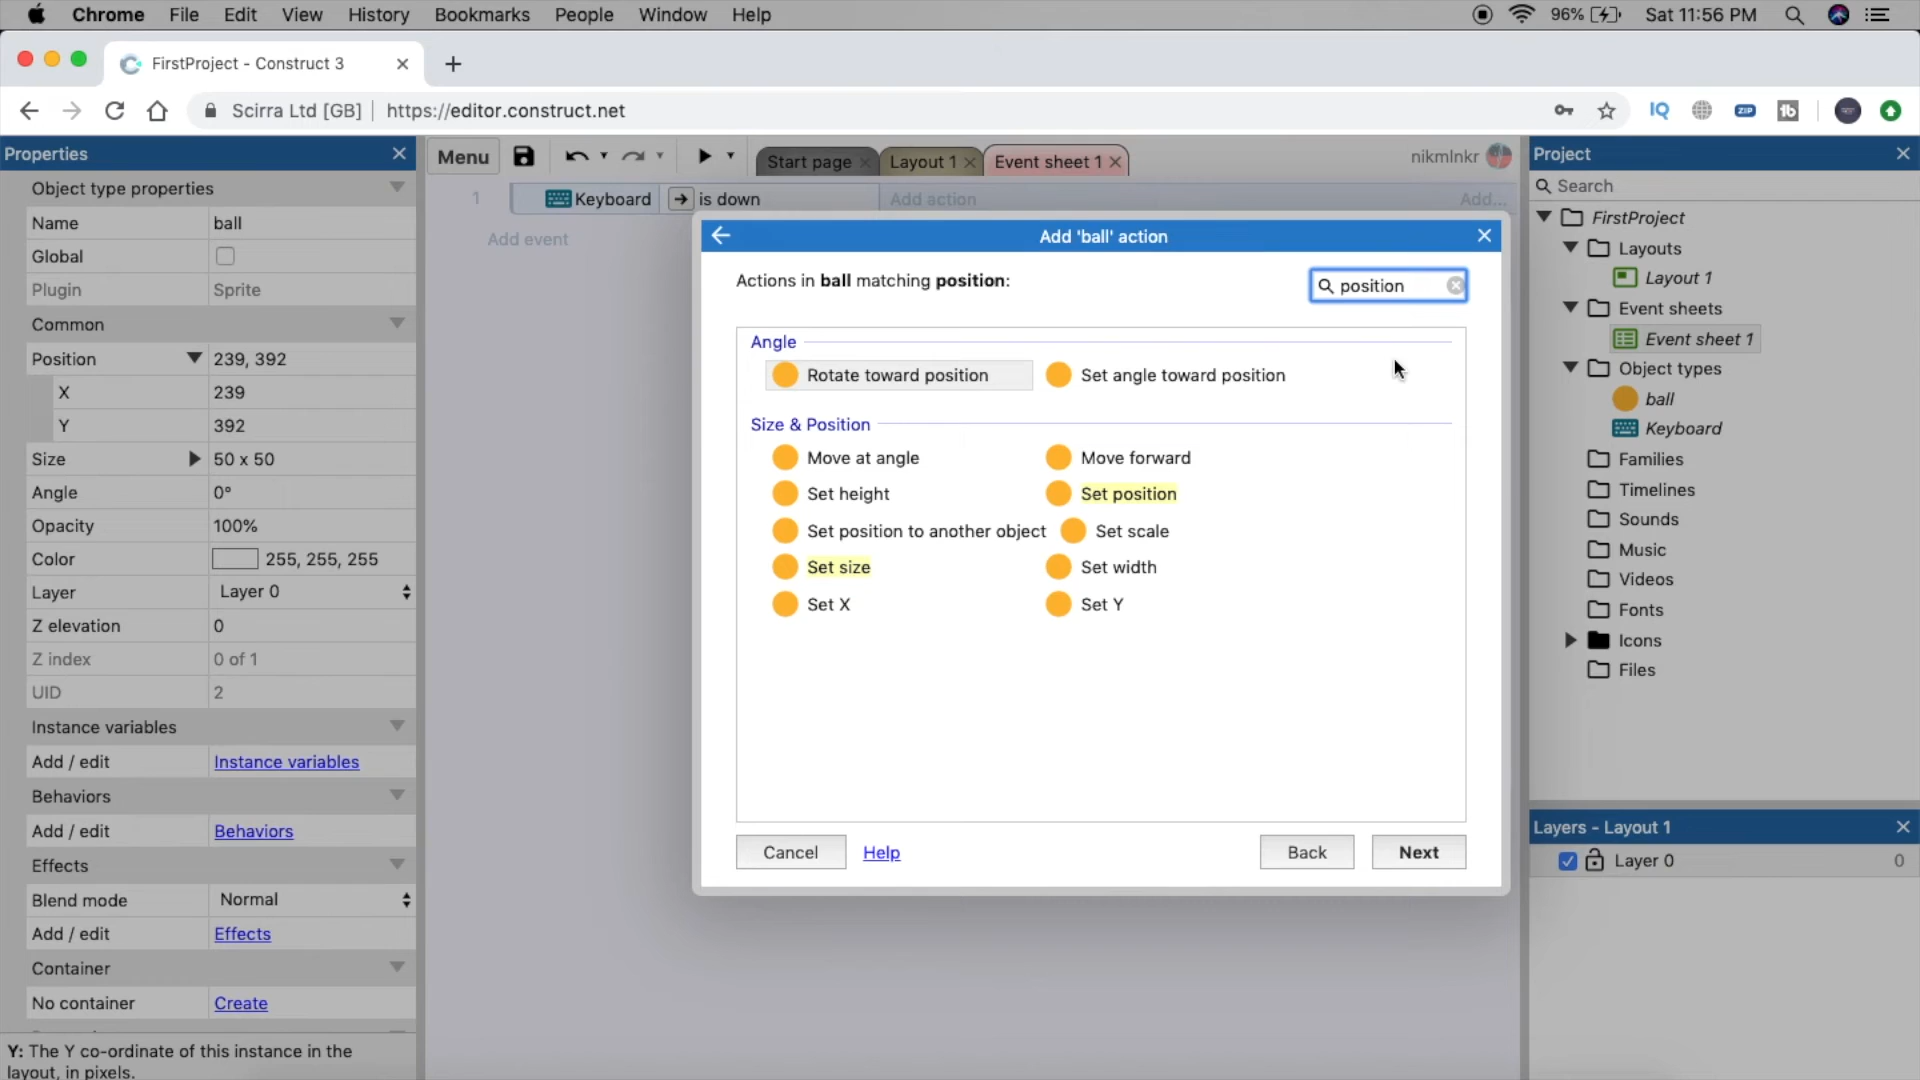 Chrome File Edit View History Bookmarks People Window Help 96% Sat 11:56 PM
FirstProject - Construct 3
Scirra Ltd [GB] https://editor.construct.net IQ ZIP tb
Properties
Object type properties
Name ball
Global
Plugin Sprite
Common
Position 239, 392
X 239
Y 392
Size 50 x 50
Angle 0°
Opacity 100%
Color 255, 255, 255
Layer Layer 0
Z elevation 0
Z index 0 of 1
UID 2
Instance variables
Add / edit Instance variables
Behaviors
Add / edit Behaviors
Effects
Blend mode Normal
Add / edit Effects
Container
No container Create
Y: The Y co-ordinate of this instance in the
layout, in pixels.
Menu Start page Layout 1 Event sheet 1 nikmlnkr
1 Keyboard → is down Add action Add...
Add event
Add 'ball' action
Actions in ball matching position: position
Angle
Rotate toward position Set angle toward position
Size & Position
Move at angle Move forward
Set height Set position
Set position to another object Set scale
Set size Set width
Set X Set Y
Cancel Help Back Next
Project
Search
FirstProject
Layouts
Layout 1
Event sheets
Event sheet 1
Object types
ball
Keyboard
Families
Timelines
Sounds
Music
Videos
Fonts
Icons
Files
Layers - Layout 1
Layer 0 0